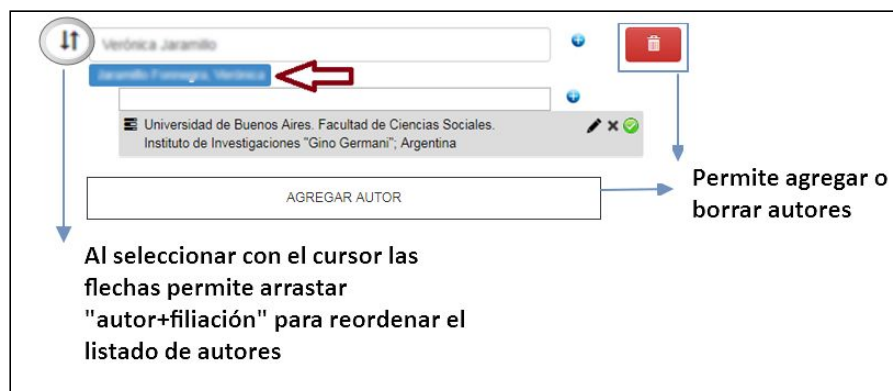 Verónica Jaramillo
Jaramillo Fonnegra, Verónica
Universidad de Buenos Aires. Facultad de Ciencias Sociales.
Instituto de Investigaciones "Gino Germani"; Argentina
AGREGAR AUTOR
Permite agregar o
borrar autores
Al seleccionar con el cursor las
flechas permite arrastar
"autor+filiación" para reordenar el
listado de autores